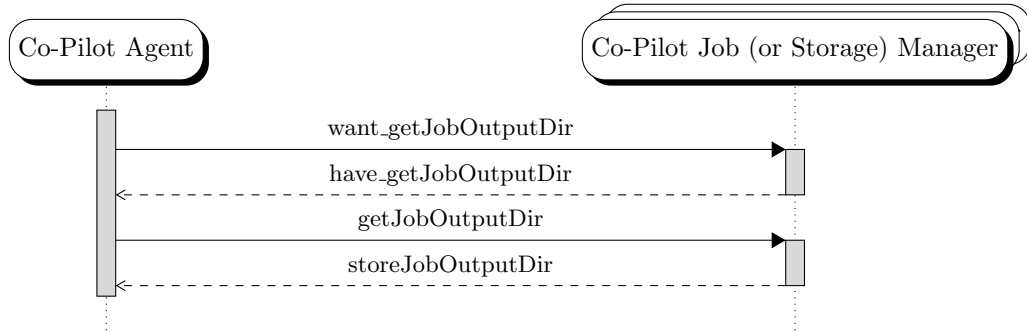 Co-Pilot Agent
Co-Pilot Job (or Storage) Manager
want_getJobOutputDir
have_getJobOutputDir
getJobOutputDir
storeJobOutputDir